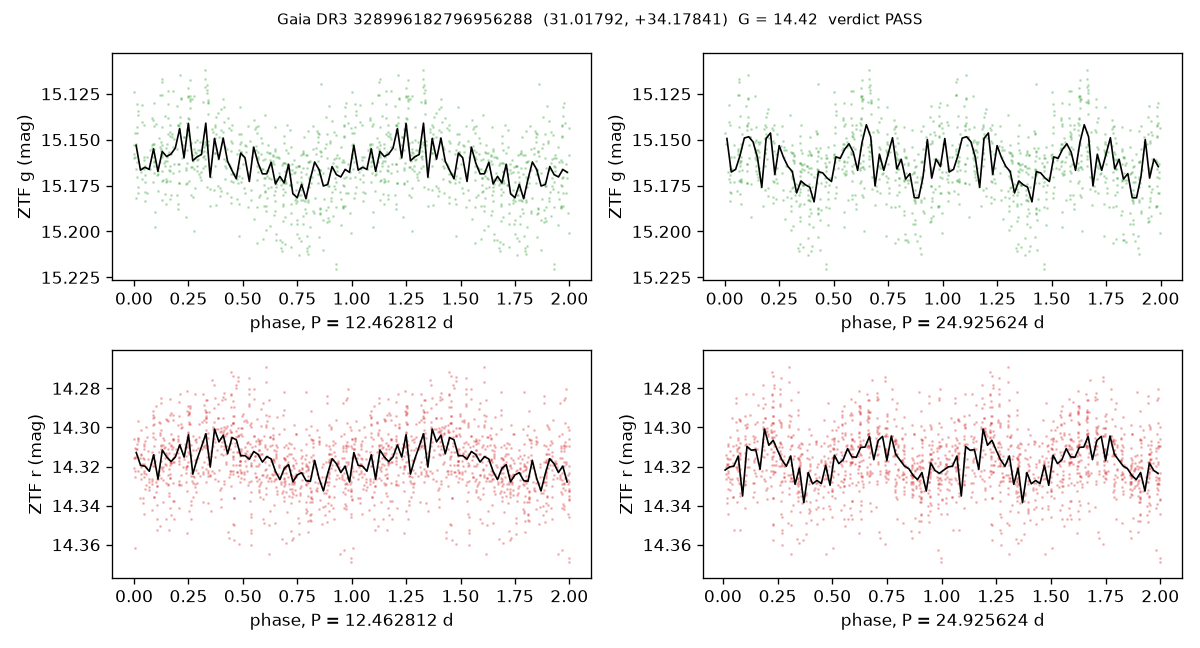 Gaia DR3 328996182796956288  (31.01792, +34.17841)  G = 14.42  verdict PASS
ZTF g (mag)
15.125
15.150
15.175
15.200
15.225
0.00 0.25 0.50 0.75 1.00 1.25 1.50 1.75 2.00
phase, P = 12.462812 d
ZTF g (mag)
15.125
15.150
15.175
15.200
15.225
0.00 0.25 0.50 0.75 1.00 1.25 1.50 1.75 2.00
phase, P = 24.925624 d
ZTF r (mag)
14.28
14.30
14.32
14.34
14.36
0.00 0.25 0.50 0.75 1.00 1.25 1.50 1.75 2.00
phase, P = 12.462812 d
ZTF r (mag)
14.28
14.30
14.32
14.34
14.36
0.00 0.25 0.50 0.75 1.00 1.25 1.50 1.75 2.00
phase, P = 24.925624 d